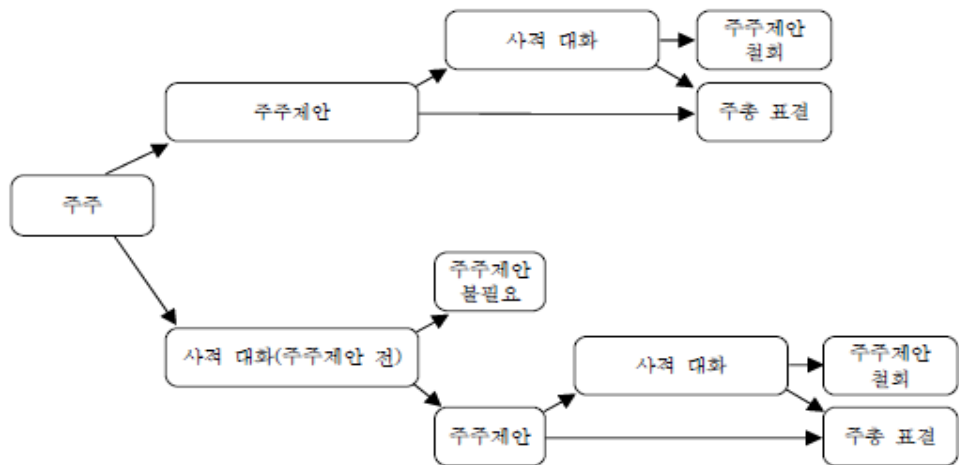 사적 대화
주주제안
철회
주주제안
주총 표결
주주
주주제안
불필요
사적 대화(주주제안 전)
사적 대화
주주제안
철회
주주제안
주총 표결